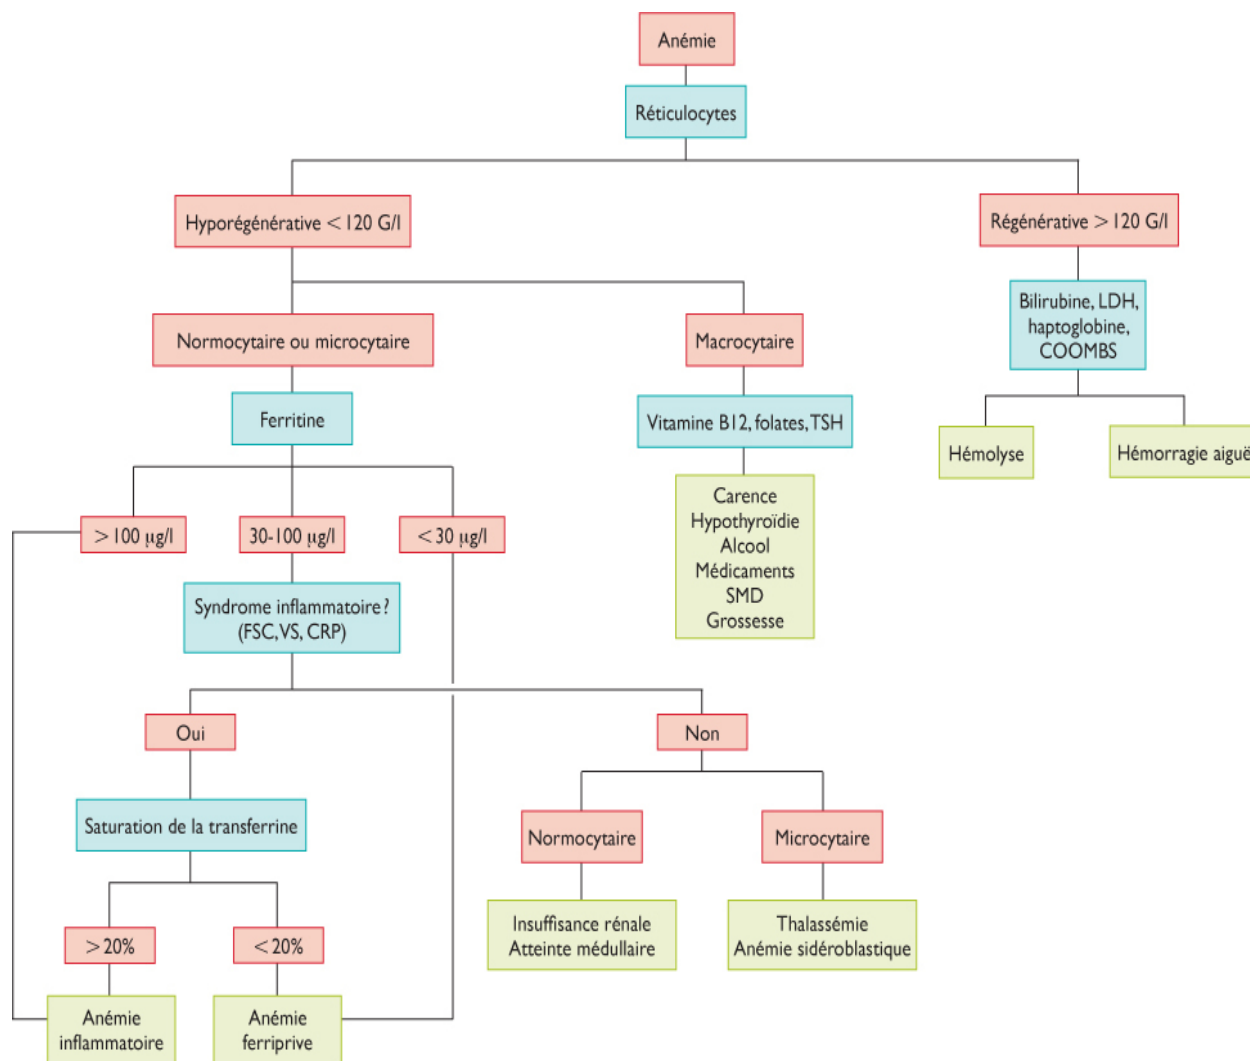 Anémie
Réticulocytes
Hyporégénérative < 120 G/l
Régénérative > 120 G/l
Normocytaire ou microcytaire
Macrocytaire
Bilirubine, LDH,
haptoglobine,
COOMBS
Ferritine
Vitamine B12, folates, TSH
Hémolyse
Hémorragie aiguë
> 100 µg/l
30-100 µg/l
< 30 µg/l
Carence
Hypothyroïdie
Alcool
Médicaments
SMD
Grossesse
Syndrome inflammatoire ?
(FSC, VS, CRP)
Oui
Non
Saturation de la transferrine
Normocytaire
Microcytaire
> 20%
< 20%
Insuffisance rénale
Atteinte médullaire
Thalassémie
Anémie sidéroblastique
Anémie
inflammatoire
Anémie
ferriprive